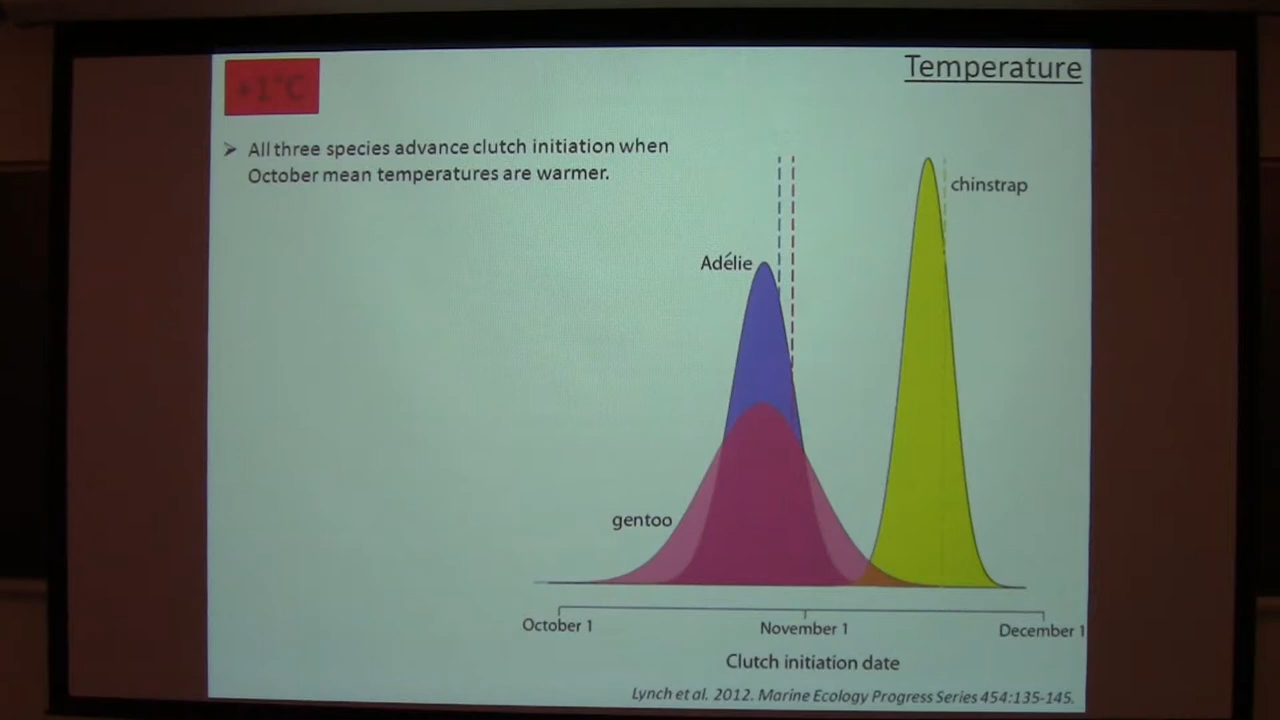 +1°C
Temperature
➢ All three species advance clutch initiation when
October mean temperatures are warmer.
chinstrap
Adélie
gentoo
October 1
November 1
December 1
Clutch initiation date
Lynch et al. 2012. Marine Ecology Progress Series 454:135-145.